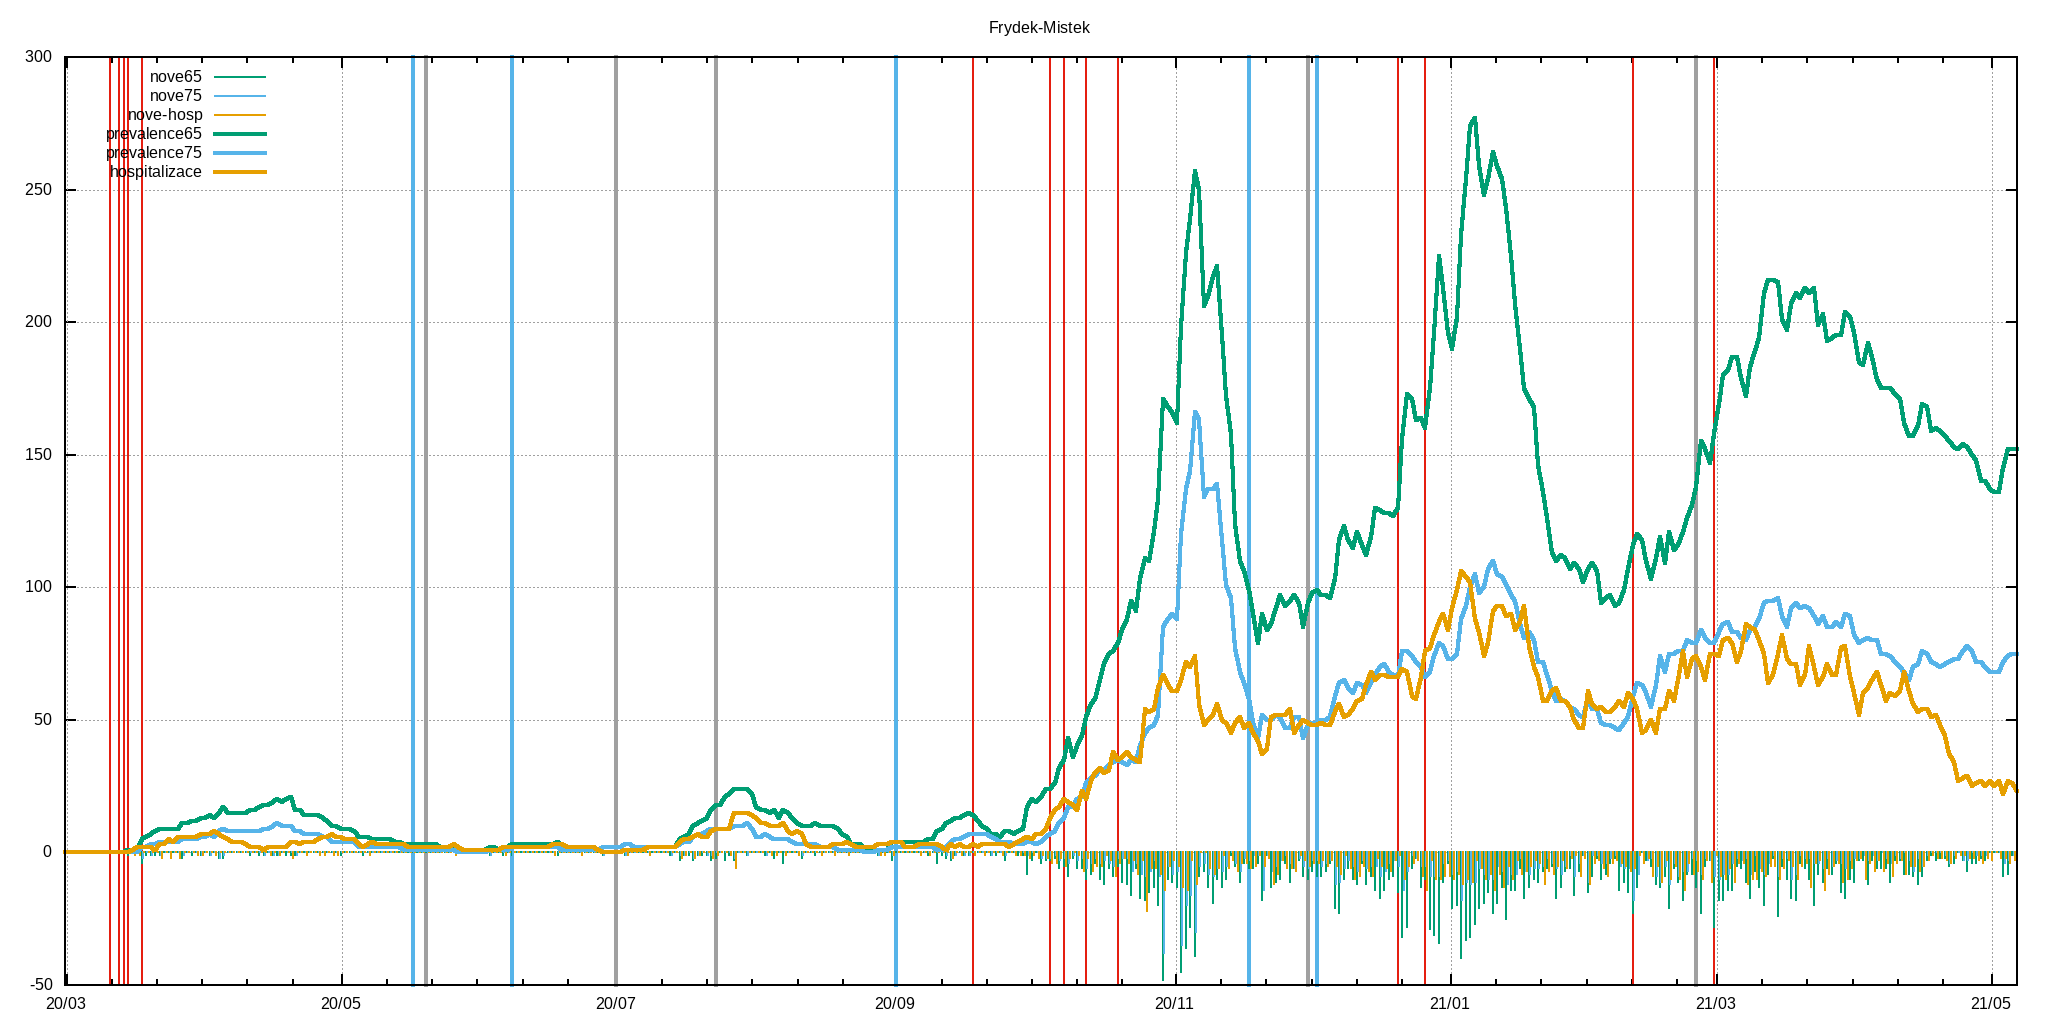 Frydek-Mistek
300
250
200
150
100
50
0
-50
nove65
nove75
nove-hosp
prevalence65
prevalence75
hospitalizace
20/03 20/05 20/07 20/09 20/11 21/01 21/03 21/05